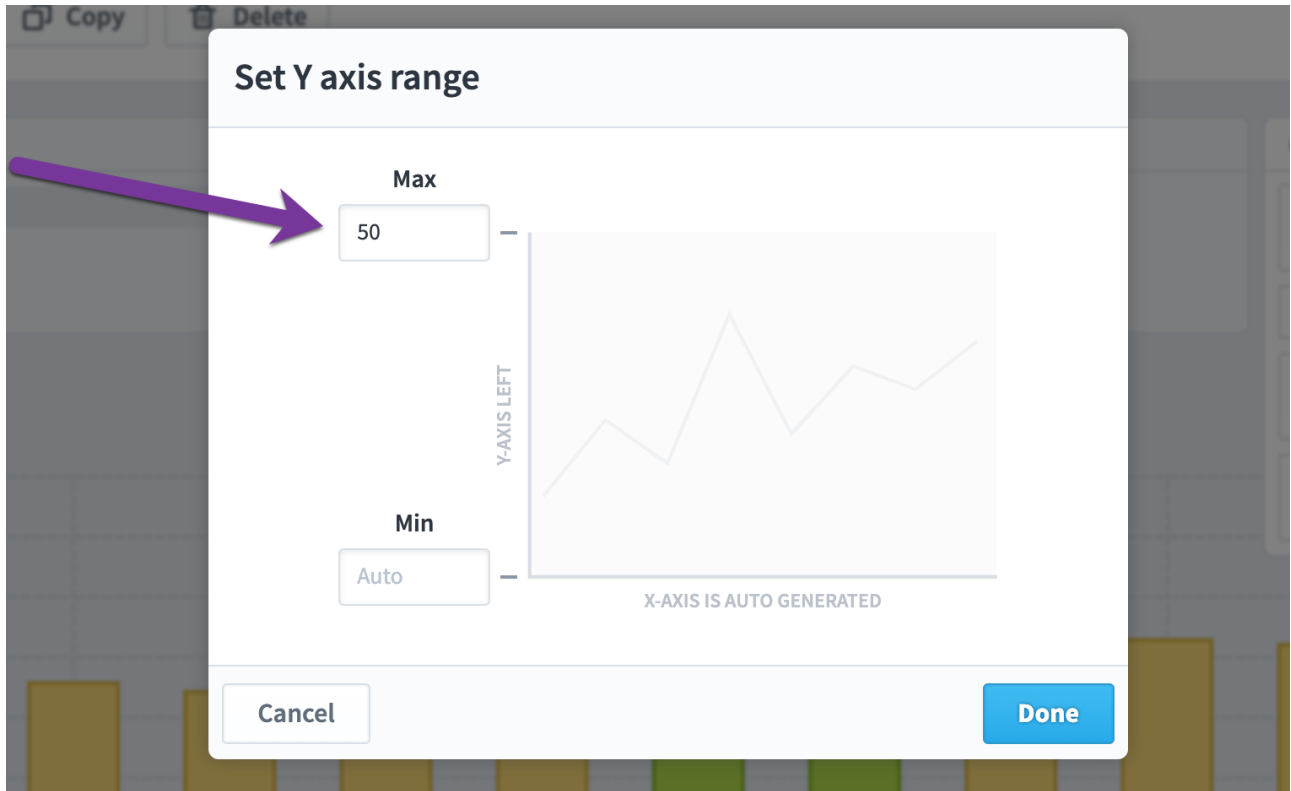 Copy Delete
Set Y axis range
Max
50
Y-AXIS LEFT
Min
Auto
X-AXIS IS AUTO GENERATED
Cancel Done